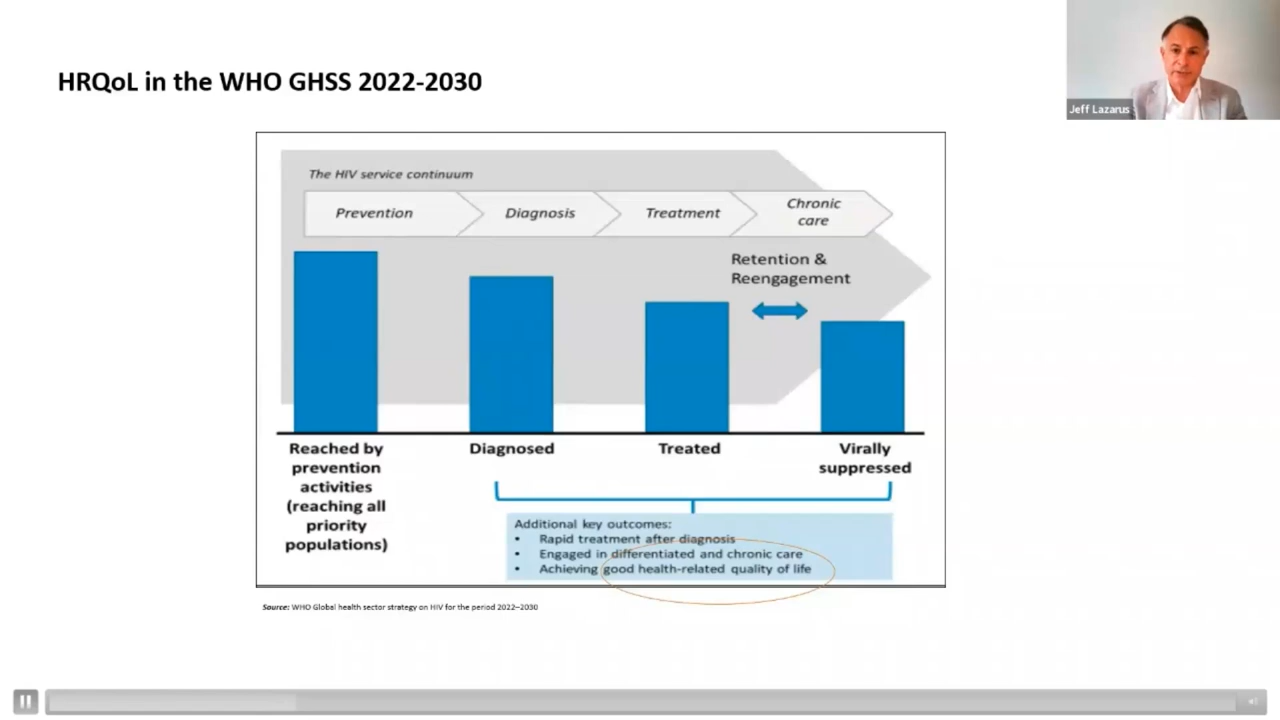 Jeff Lazarus
HRQoL in the WHO GHSS 2022-2030
The HIV service continuum
Prevention
Diagnosis
Treatment
Chronic
care
Retention &
Reengagement
Reached by
prevention
activities
(reaching all
priority
populations)
Diagnosed
Treated
Virally
suppressed
Additional key outcomes:
• Rapid treatment after diagnosis
• Engaged in differentiated and chronic care
• Achieving good health-related quality of life
Source: WHO Global health sector strategy on HIV for the period 2022–2030